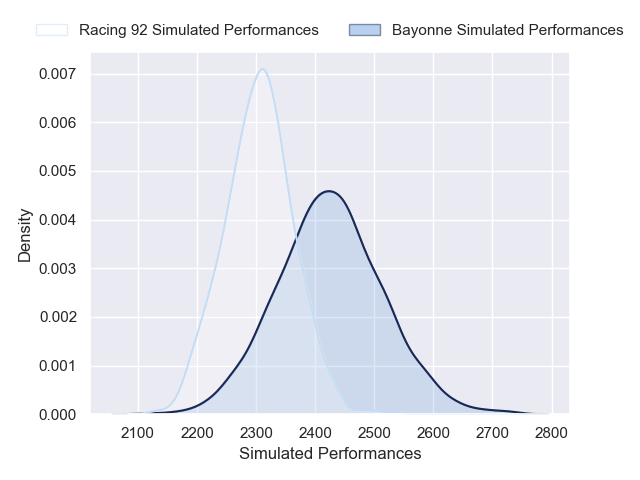 Racing 92 Simulated Performances Bayonne Simulated Performances
0.007
0.006
0.005
0.004
0.003
0.002
0.001
0.000
Density
2100 2200 2300 2400 2500 2600 2700 2800
Simulated Performances